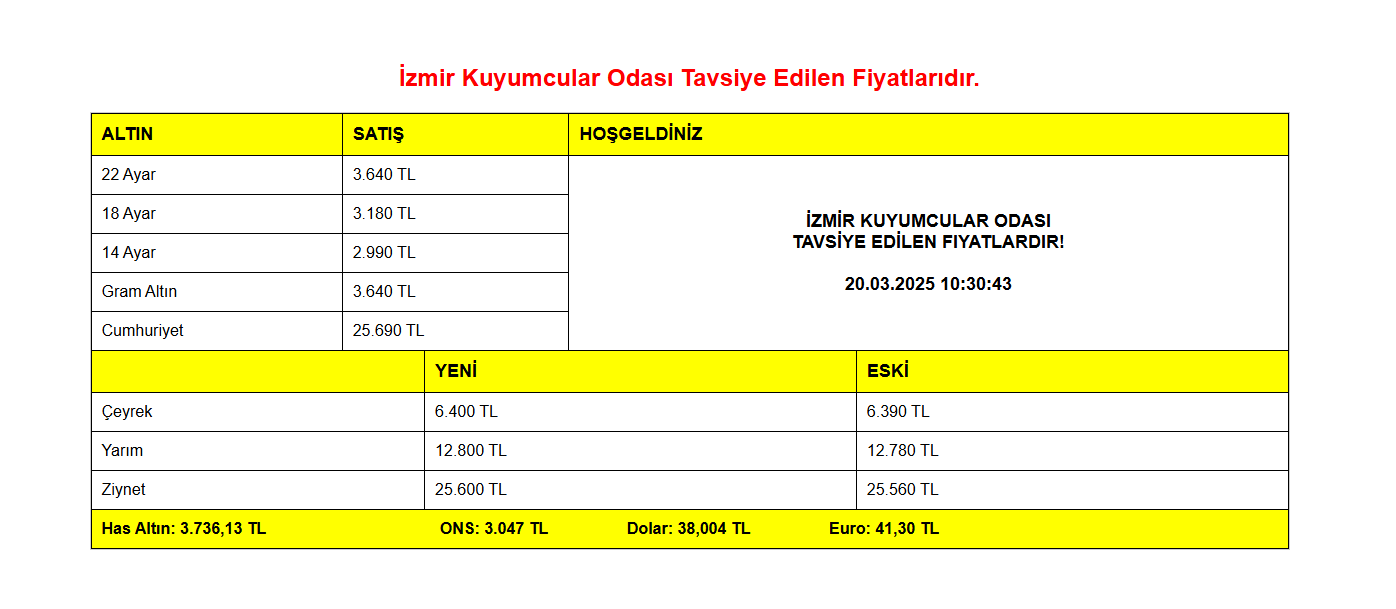 İzmir Kuyumcular Odası Tavsiye Edilen Fiyatlarıdır.
ALTIN SATIŞ HOŞGELDİNİZ
22 Ayar 3.640 TL
18 Ayar 3.180 TL
14 Ayar 2.990 TL
Gram Altın 3.640 TL
Cumhuriyet 25.690 TL
İZMİR KUYUMCULAR ODASI
TAVSİYE EDİLEN FIYATLARDIR!
20.03.2025 10:30:43
YENİ ESKİ
Çeyrek 6.400 TL 6.390 TL
Yarım 12.800 TL 12.780 TL
Ziynet 25.600 TL 25.560 TL
Has Altın: 3.736,13 TL ONS: 3.047 TL Dolar: 38,004 TL Euro: 41,30 TL